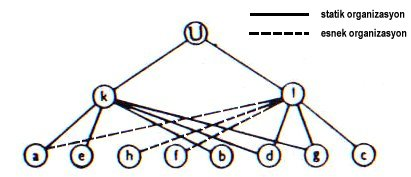 statik organizasyon
esnek organizasyon
U
k l
a e h f b d g c